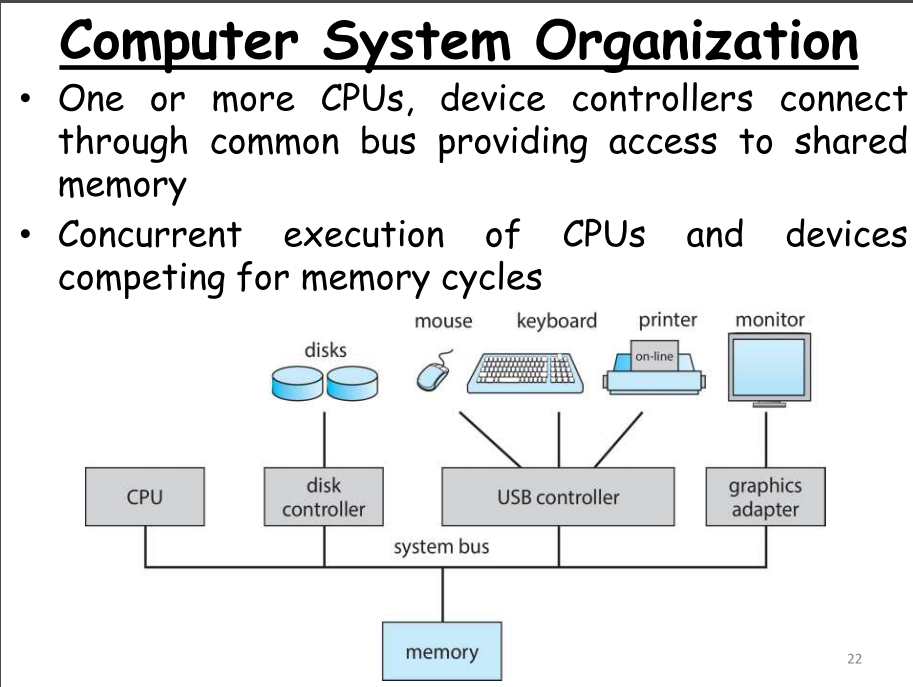 Computer System Organization
• One or more CPUs, device controllers connect
through common bus providing access to shared
memory
• Concurrent execution of CPUs and devices
competing for memory cycles
mouse keyboard printer monitor
disks
on-line
CPU
disk
controller
USB controller
graphics
adapter
system bus
memory
22